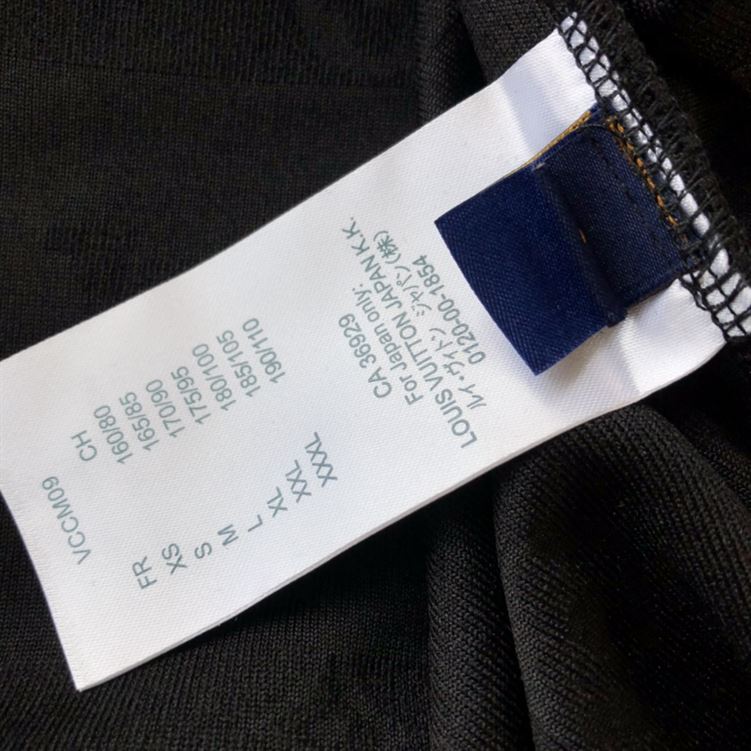 VCCM09
FR CH
XS 160/80
S 165/85
M 170/90
L 175/95
XL 180/100
XXL 185/105
XXXL 190/110
CA 36929
For Japan only:
LOUIS VUITTON JAPAN K.K.
ルイ・ヴィトン ジャパン(株)
0120-00-1854